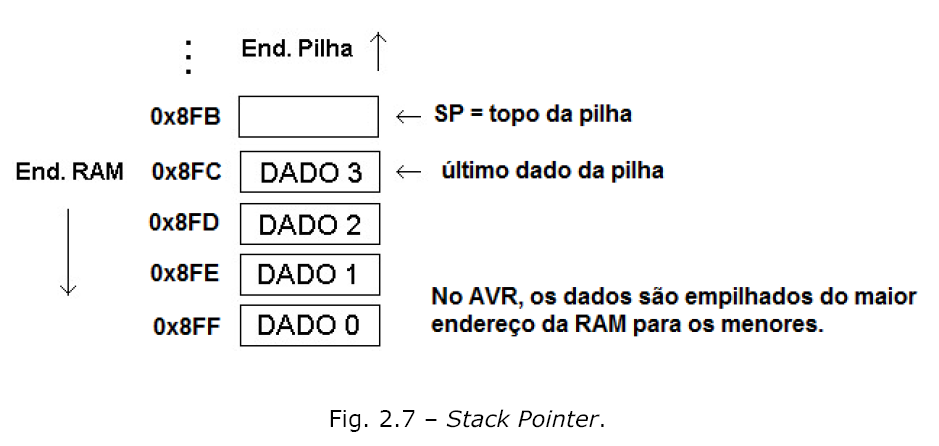 ⋮ End. Pilha ↑
0x8FB ← SP = topo da pilha
End. RAM 0x8FC DADO 3 ← último dado da pilha
0x8FD DADO 2
0x8FE DADO 1
0x8FF DADO 0
No AVR, os dados são empilhados do maior
endereço da RAM para os menores.
Fig. 2.7 – Stack Pointer.